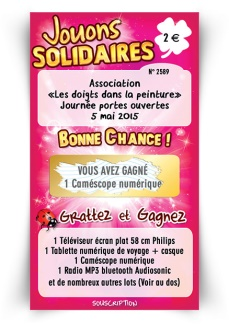 Jouons
SOLIDAIRES
2 €
N° 2589
Association
«Les doigts dans la peinture»
Journée portes ouvertes
5 mai 2015
BONNE CHANCE !
VOUS AVEZ GAGNÉ
1 Caméscope numérique
Grattez et Gagnez
1 Téléviseur écran plat 58 cm Philips
1 Tablette numérique de voyage + casque
1 Caméscope numérique
1 Radio MP3 bluetooth Audiosonic
et de nombreux autres lots (Voir au dos)
SOUSCRIPTION